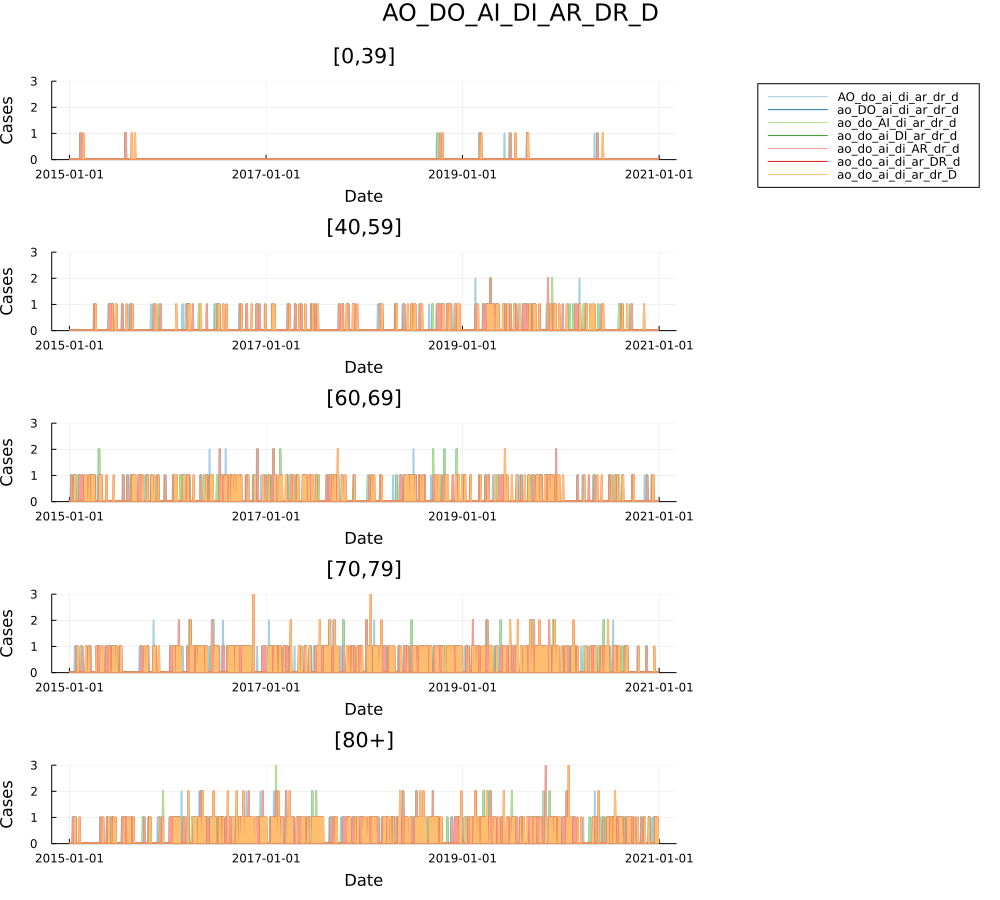 AO_DO_AI_DI_AR_DR_D
[0,39]
3
2
1
0
Cases
2015-01-01 2017-01-01 2019-01-01 2021-01-01
Date
AO_do_ai_di_ar_dr_d
ao_DO_ai_di_ar_dr_d
ao_do_AI_di_ar_dr_d
ao_do_ai_DI_ar_dr_d
ao_do_ai_di_AR_dr_d
ao_do_ai_di_ar_DR_d
ao_do_ai_di_ar_dr_D
[40,59]
3
2
1
0
Cases
2015-01-01 2017-01-01 2019-01-01 2021-01-01
Date
[60,69]
3
2
1
0
Cases
2015-01-01 2017-01-01 2019-01-01 2021-01-01
Date
[70,79]
3
2
1
0
Cases
2015-01-01 2017-01-01 2019-01-01 2021-01-01
Date
[80+]
3
2
1
0
Cases
2015-01-01 2017-01-01 2019-01-01 2021-01-01
Date